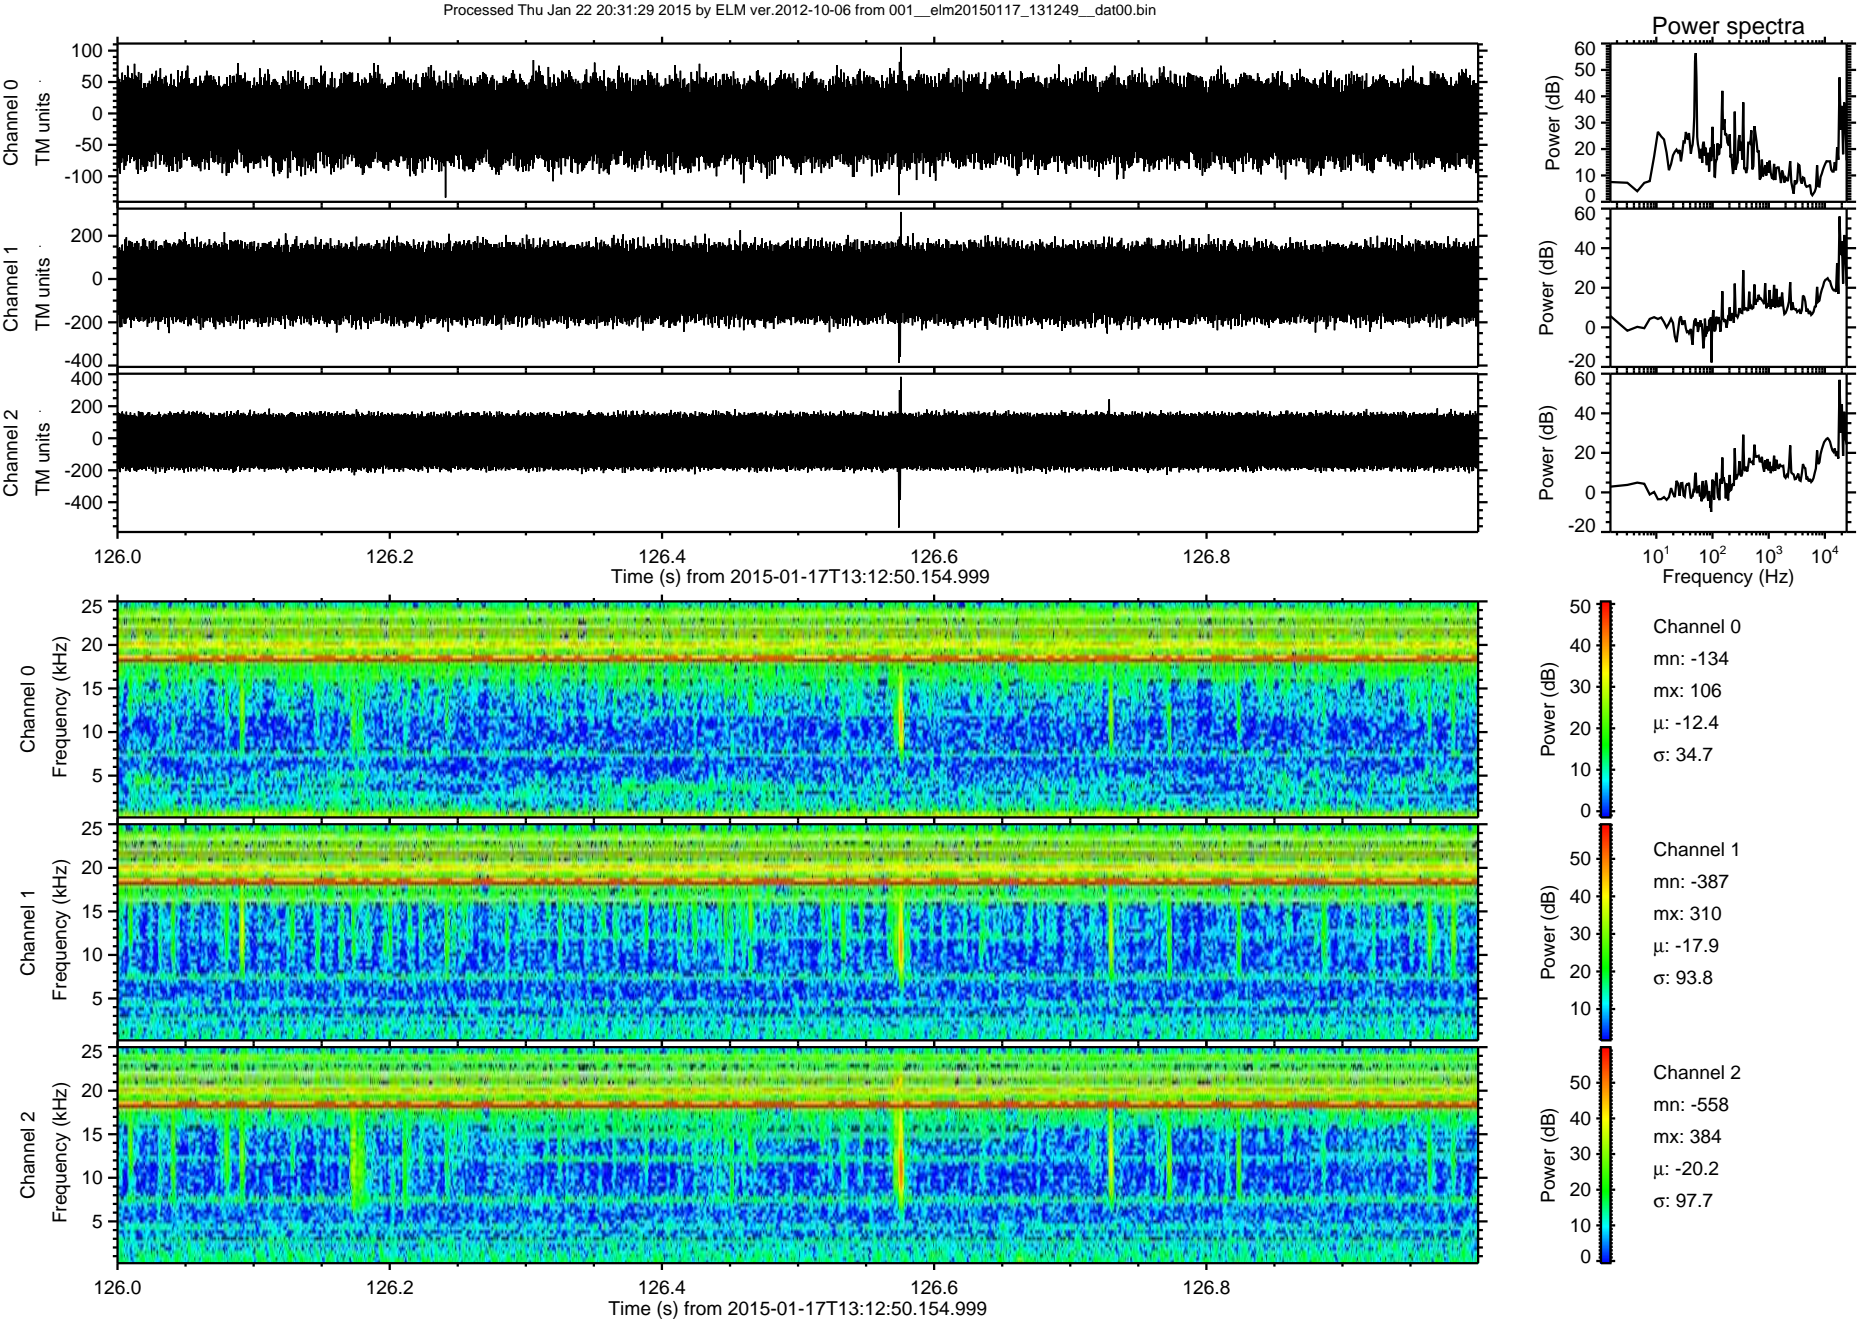 Processed Thu Jan 22 20:31:29 2015 by ELM ver.2012-10-06 from 001__elm20150117_131249__dat00.bin
Power spectra
Channel 0
TM units
100
50
0
-50
-100
Power (dB)
60
50
40
30
20
10
0
Channel 1
TM units
200
0
-200
-400
Power (dB)
60
40
20
0
-20
Channel 2
TM units
400
200
0
-200
-400
Power (dB)
60
40
20
0
-20
126.0 126.2 126.4 126.6 126.8
Time (s) from 2015-01-17T13:12:50.154.999
10^1 10^2 10^3 10^4
Frequency (Hz)
Channel 0
Frequency (kHz)
25
20
15
10
5
Power (dB)
50
40
30
20
10
0
Channel 0
mn: -134
mx: 106
μ: -12.4
σ: 34.7
Channel 1
Frequency (kHz)
25
20
15
10
5
Power (dB)
50
40
30
20
10
Channel 1
mn: -387
mx: 310
μ: -17.9
σ: 93.8
Channel 2
Frequency (kHz)
25
20
15
10
5
Power (dB)
50
40
30
20
10
0
Channel 2
mn: -558
mx: 384
μ: -20.2
σ: 97.7
126.0 126.2 126.4 126.6 126.8
Time (s) from 2015-01-17T13:12:50.154.999